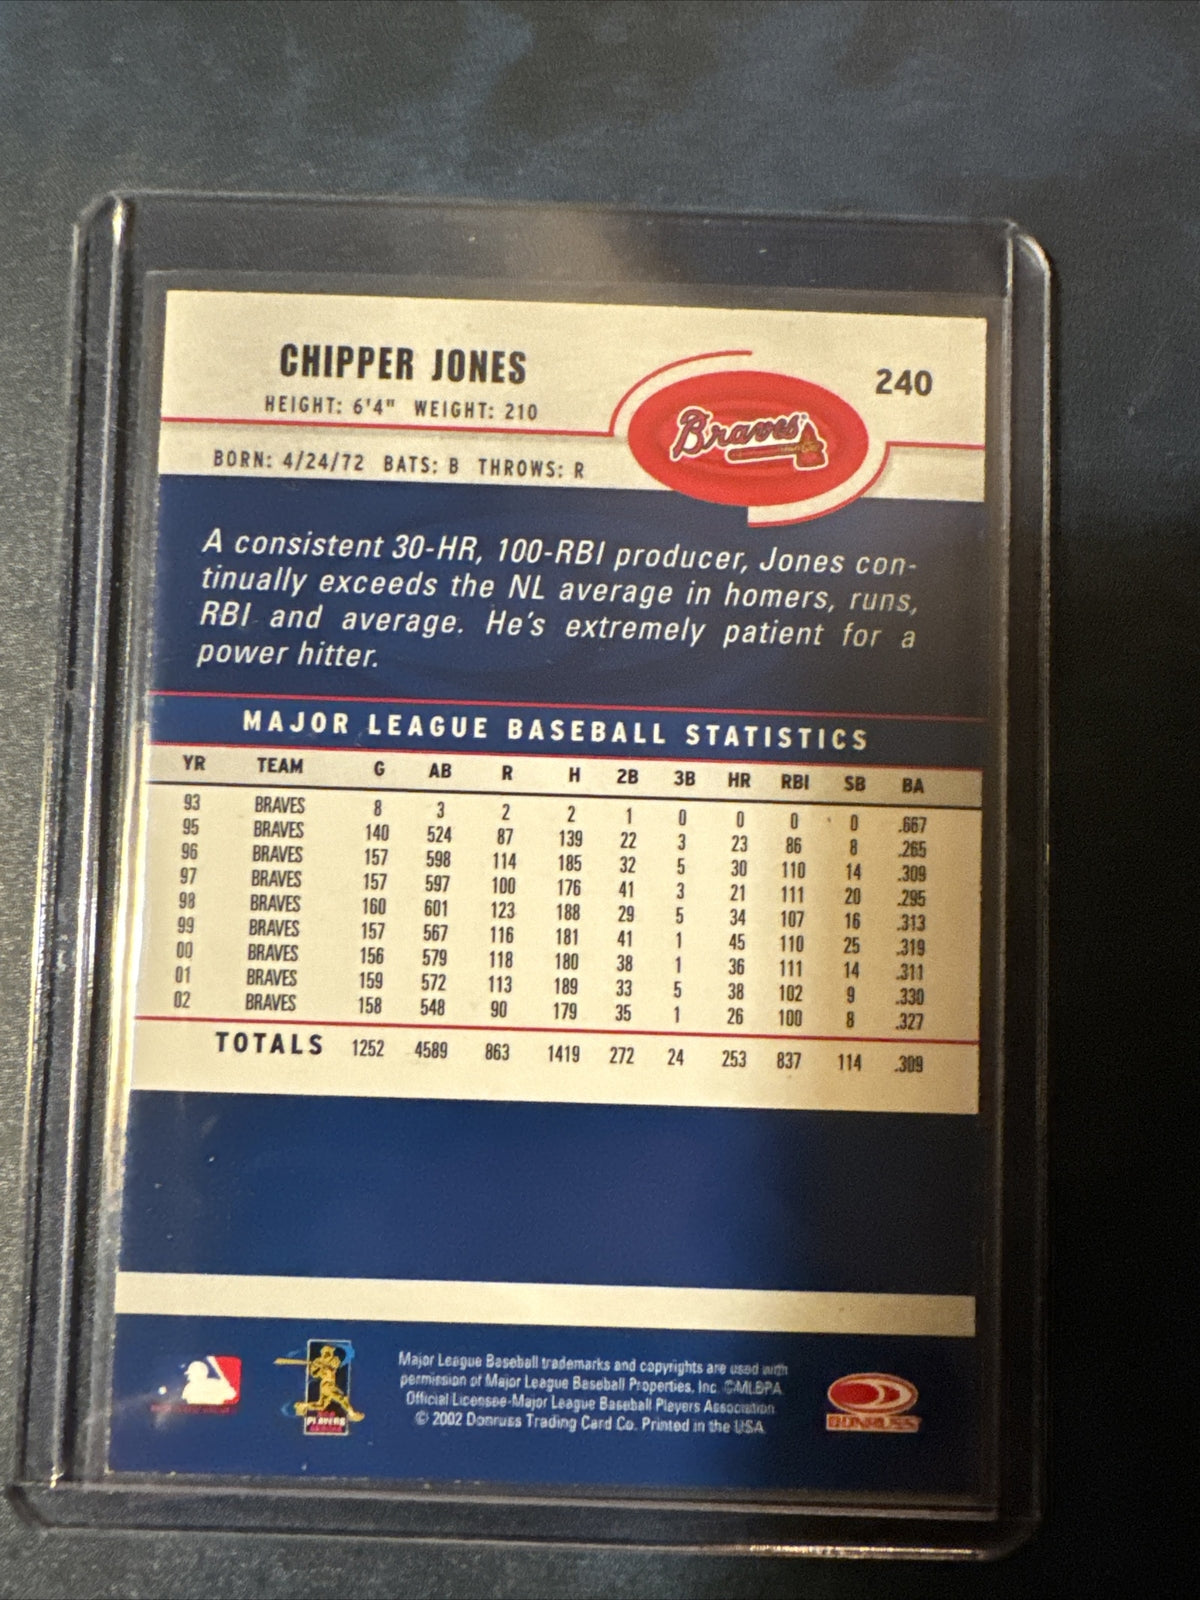 CHIPPER JONES
240
HEIGHT: 6'4" WEIGHT: 210
Braves
BORN: 4/24/72 BATS: B THROWS: R
A consistent 30-HR, 100-RBI producer, Jones con-
tinually exceeds the NL average in homers, runs,
RBI and average. He's extremely patient for a
power hitter.
MAJOR LEAGUE BASEBALL STATISTICS
YR TEAM G AB R H 2B 3B HR RBI SB BA
93 BRAVES 8 3 2 2 1 0 0 0 0 .667
95 BRAVES 140 524 87 139 22 3 23 86 8 .265
96 BRAVES 157 598 114 185 32 5 30 110 14 .309
97 BRAVES 157 597 100 176 41 3 21 111 20 .295
98 BRAVES 160 601 123 188 29 5 34 107 16 .313
99 BRAVES 157 567 116 181 41 1 45 110 25 .319
00 BRAVES 156 579 118 180 38 1 36 111 14 .311
01 BRAVES 159 572 113 189 33 5 38 102 9 .330
02 BRAVES 158 548 90 179 35 1 26 100 8 .327
TOTALS 1252 4589 863 1419 272 24 253 837 114 .309
Major League Baseball trademarks and copyrights are used with
permission of Major League Baseball Properties, Inc. ©MLBPA
Official Licensee-Major League Baseball Players Association
© 2002 Donruss Trading Card Co. Printed in the USA
PLAYERS
DONRUSS